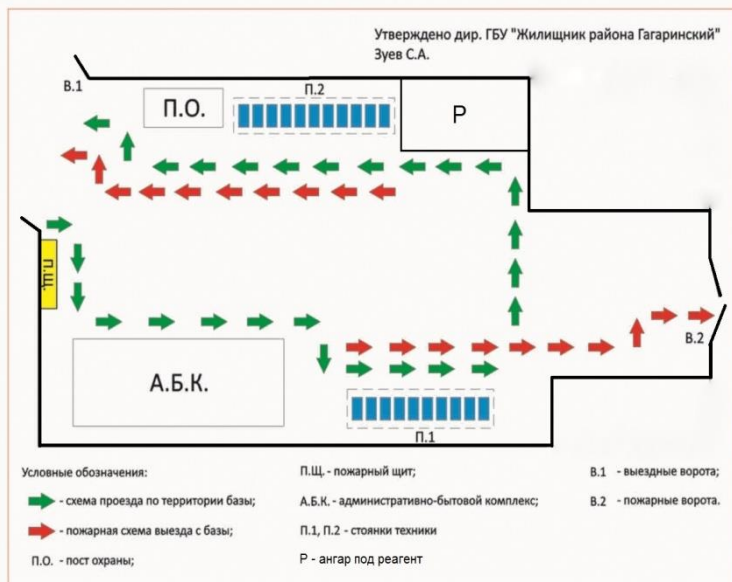 Утверждено дир. ГБУ "Жилищник района Гагаринский"
Зуев С.А.
В.1
П.О.
П.2
Р
П.Щ.
В.2
А.Б.К.
П.1
Условные обозначения:
- схема проезда по территории базы;
- пожарная схема выезда с базы;
П.О. - пост охраны;
П.Щ. - пожарный щит;
А.Б.К. - административно-бытовой комплекс;
П.1, П.2 - стоянки техники
Р - ангар под реагент
В.1 - выездные ворота;
В.2 - пожарные ворота.